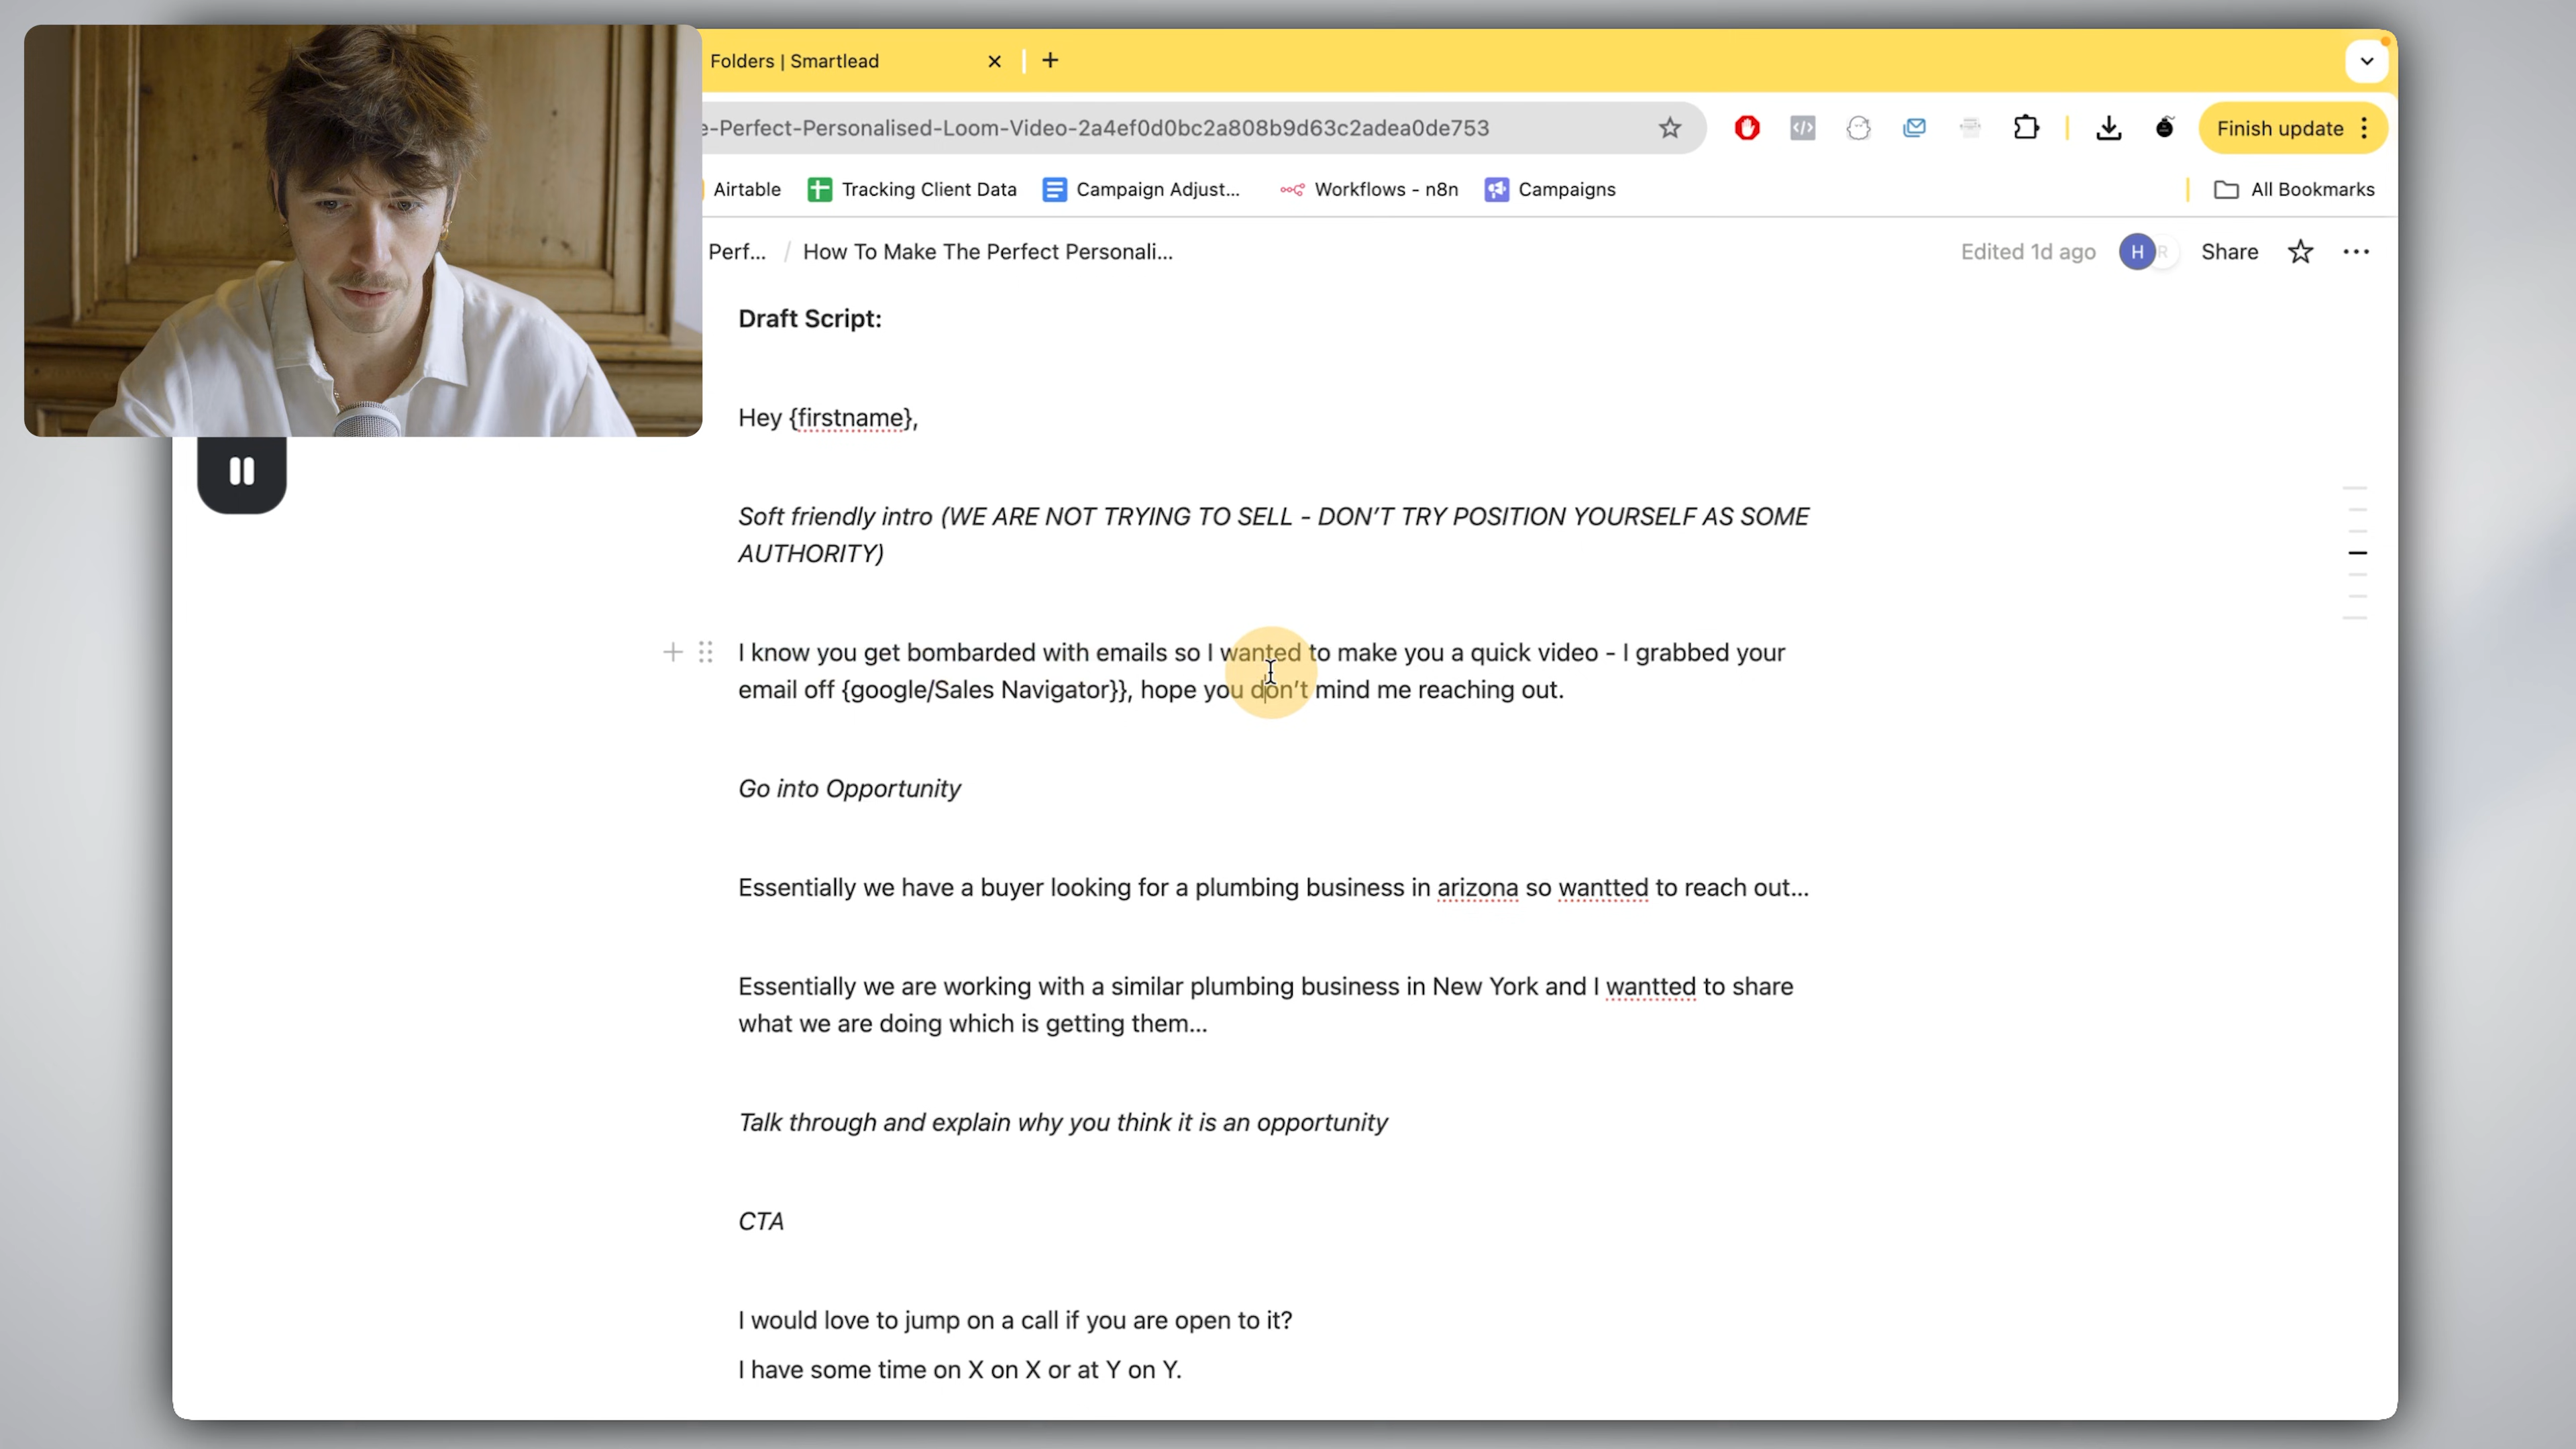 Folders | Smartlead
e-Perfect-Personalised-Loom-Video-2a4ef0d0bc2a808b9d63c2adea0de753
Finish update
Airtable
Tracking Client Data
Campaign Adjust...
Workflows - n8n
Campaigns
All Bookmarks
Perf... / How To Make The Perfect Personali...
Edited 1d ago
H
R
Share
Draft Script:
Hey {firstname},
Soft friendly intro (WE ARE NOT TRYING TO SELL - DON'T TRY POSITION YOURSELF AS SOME
AUTHORITY)
I know you get bombarded with emails so I wanted to make you a quick video - I grabbed your
email off {google/Sales Navigator}}, hope you don't mind me reaching out.
Go into Opportunity
Essentially we have a buyer looking for a plumbing business in arizona so wantted to reach out...
Essentially we are working with a similar plumbing business in New York and I wantted to share
what we are doing which is getting them...
Talk through and explain why you think it is an opportunity
CTA
I would love to jump on a call if you are open to it?
I have some time on X on X or at Y on Y.